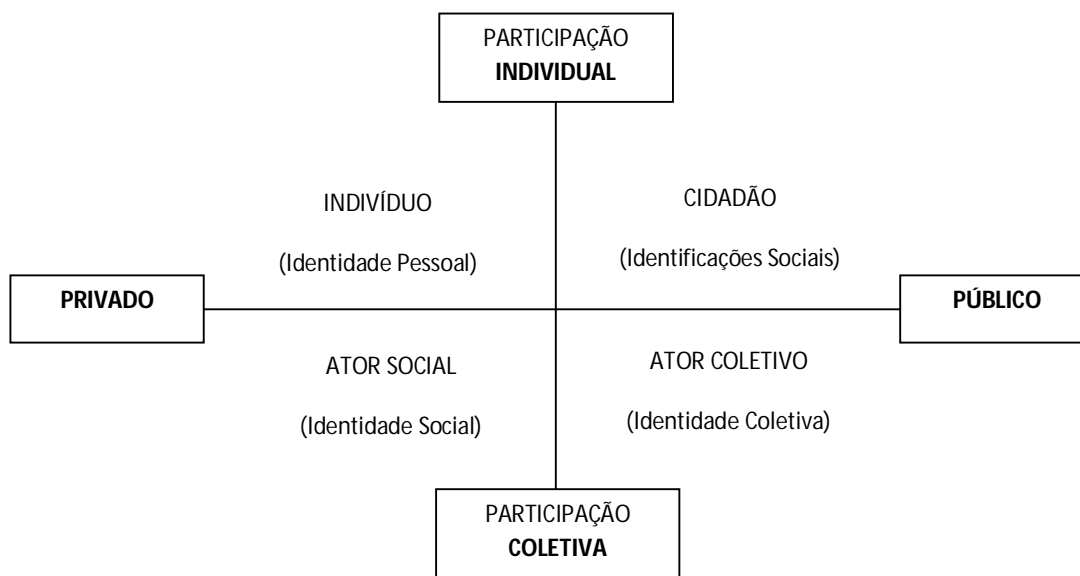 PARTICIPAÇÃO
INDIVIDUAL
INDIVÍDUO
(Identidade Pessoal)
CIDADÃO
(Identificações Sociais)
PRIVADO
PÚBLICO
ATOR SOCIAL
(Identidade Social)
ATOR COLETIVO
(Identidade Coletiva)
PARTICIPAÇÃO
COLETIVA